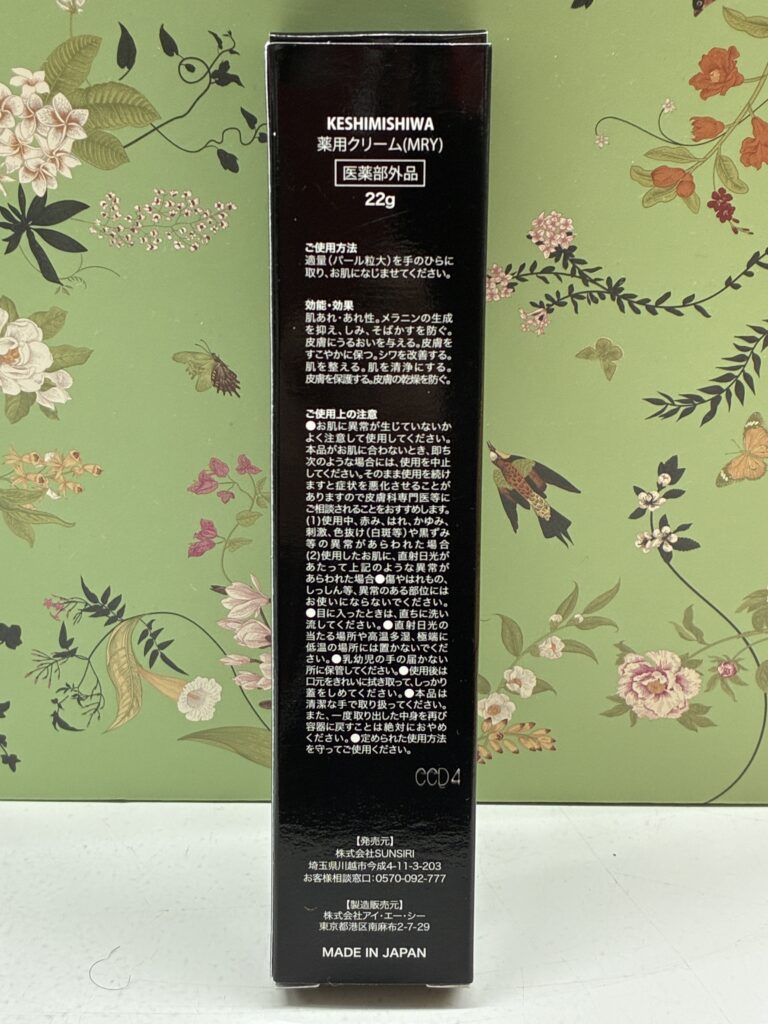 KESHIMISHIWA
薬用クリーム(MRY)
医薬部外品
22g
ご使用方法
適量(パール粒大)を手のひらに
取り、お肌になじませてください。
効能・効果
肌あれ・あれ性。メラニンの生成
を抑え、しみ、そばかすを防ぐ。
皮膚にうるおいを与える。皮膚を
すこやかに保つ。シワを改善する。
肌を整える。肌を清浄にする。
皮膚を保護する。皮膚の乾燥を防ぐ。
ご使用上の注意
●お肌に異常が生じていないか
よく注意して使用してください。
本品がお肌に合わないとき、即ち
次のような場合には、使用を中止
してください。そのまま使用を続け
ますと症状を悪化させることが
ありますので皮膚科専門医等に
ご相談されることをおすすめします。
(1)使用中、赤み、はれ、かゆみ、
刺激、色抜け(白斑等)や黒ずみ
等の異常があらわれた場合
(2)使用したお肌に、直射日光が
あたって上記のような異常が
あらわれた場合●傷やはれもの、
しっしん等、異常のある部位には
お使いにならないでください。
●目に入ったときは、直ちに洗い
流してください。●直射日光の
当たる場所や高温多湿、極端に
低温の場所には置かないでくだ
さい。●乳幼児の手の届かない
所に保管してください。●使用後は
口元をきれいに拭き取って、しっかり
蓋をしめてください。●本品は
清潔な手で取り扱ってください。
また、一度取り出した中身を再び
容器に戻すことは絶対におやめ
ください。●定められた使用方法
を守ってご使用ください。
CCD4
【発売元】
株式会社SUNSIRI
埼玉県川越市今成4-11-3-203
お客様相談窓口:0570-092-777
【製造販売元】
株式会社アイ・エー・シー
東京都港区南麻布2-7-29
MADE IN JAPAN